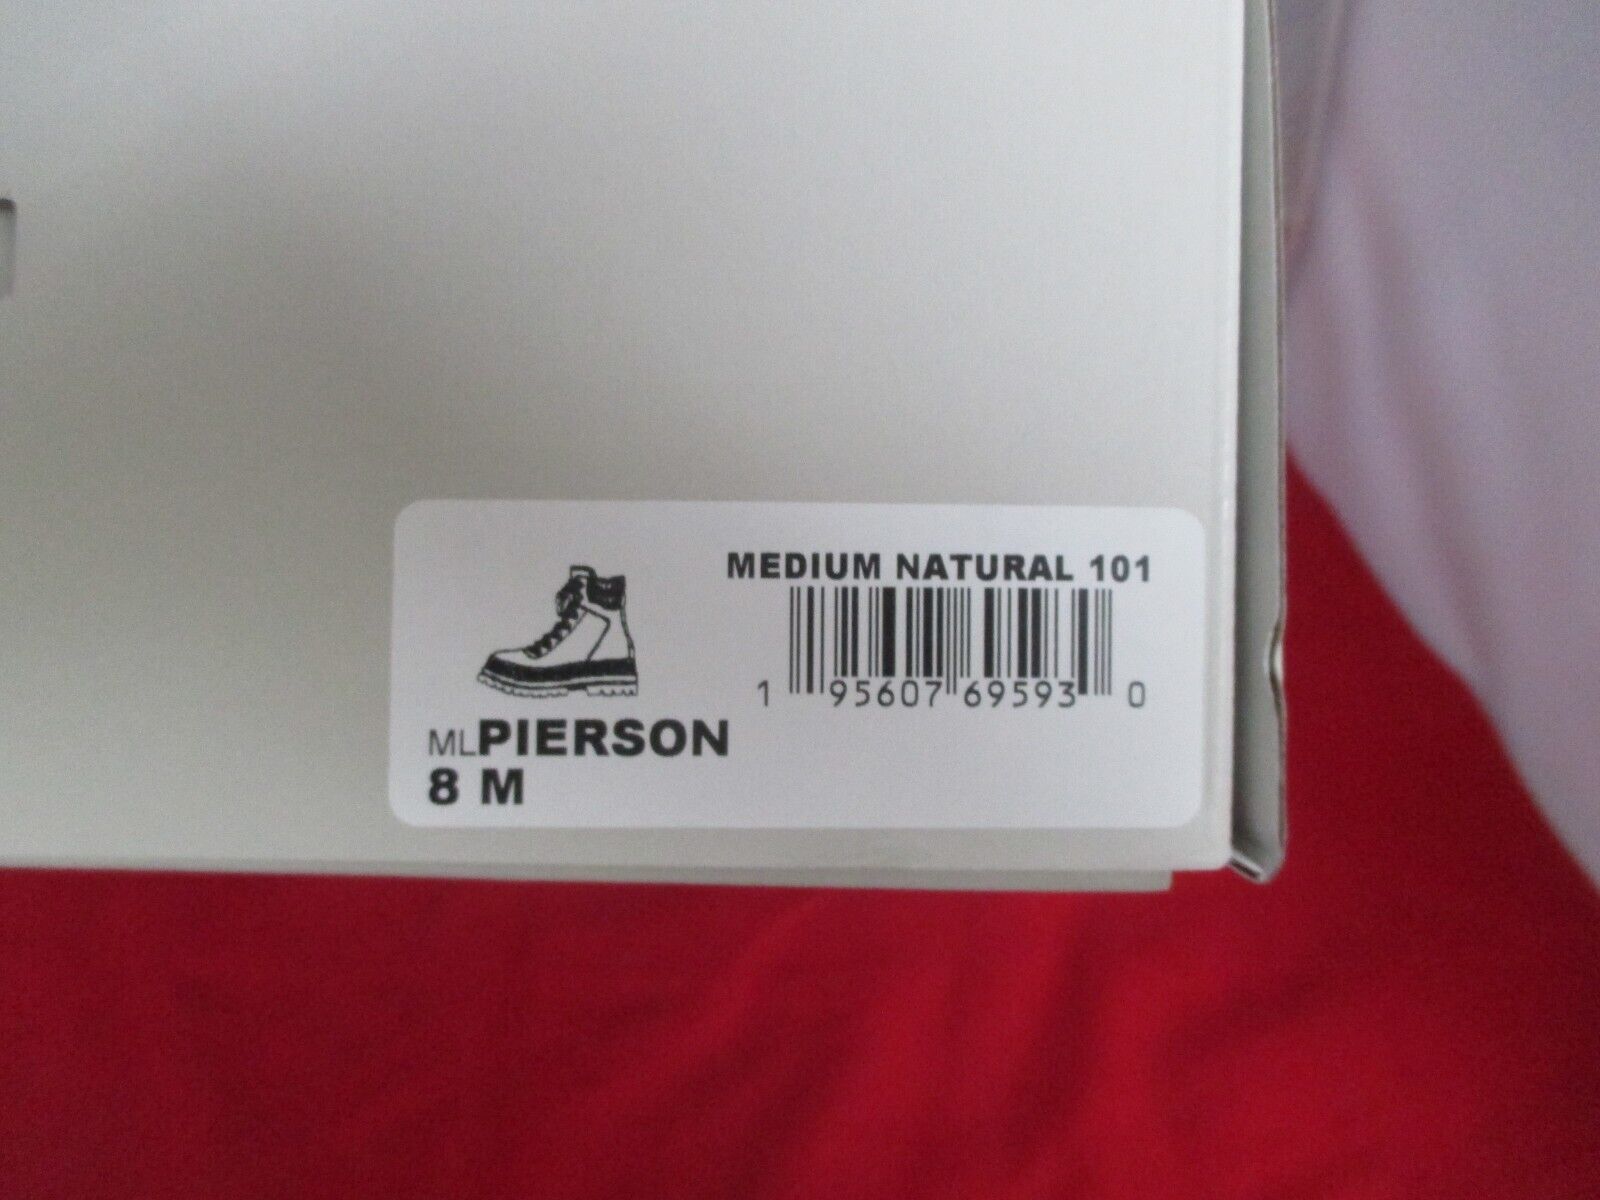 MEDIUM NATURAL 101
1 95607 69593 0
MLPIERSON
8 M